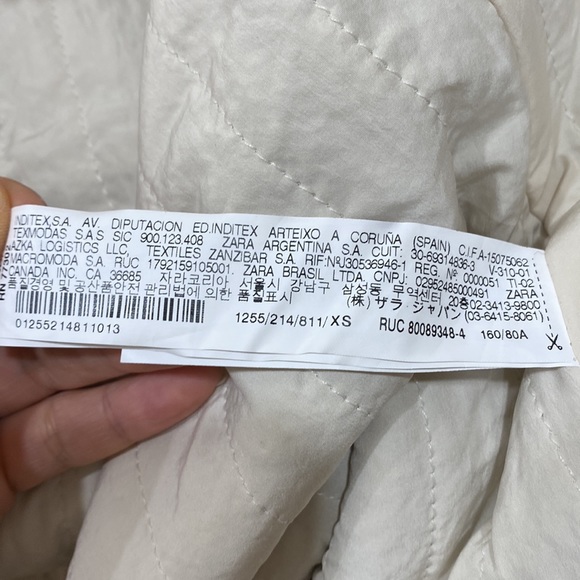 INDITEX,S.A. AV. DIPUTACION ED.INDITEX ARTEIXO A CORUÑA (SPAIN) C.I.F.A-15075062
TEXMODAS S.A.S SIC 900.123.408 ZARA ARGENTINA S.A. CUIT: 30-69314836-3 V-310-01
AZKA LOGISTICS LLC TEXTILES ZANZIBAR S.A. RIF:NºJ30536946-1 REG. Nº 0000051 TI-02
MACROMODA S.A. RÚC 1792159105001. ZARA BRASIL LTDA CNPJ: 02952485000491 ZARA
CANADA INC. CA 36685 자라코리아 서울시 강남구 삼성동 무역센터 20층 02-3413-9800
품질경영 및 공산품안전 관리법에 의한 품질표시 (株) ザラ・ジャパン (03-6415-8061)
01255214811013 1255/214/811/XS RUC 80089348-4 160/80A